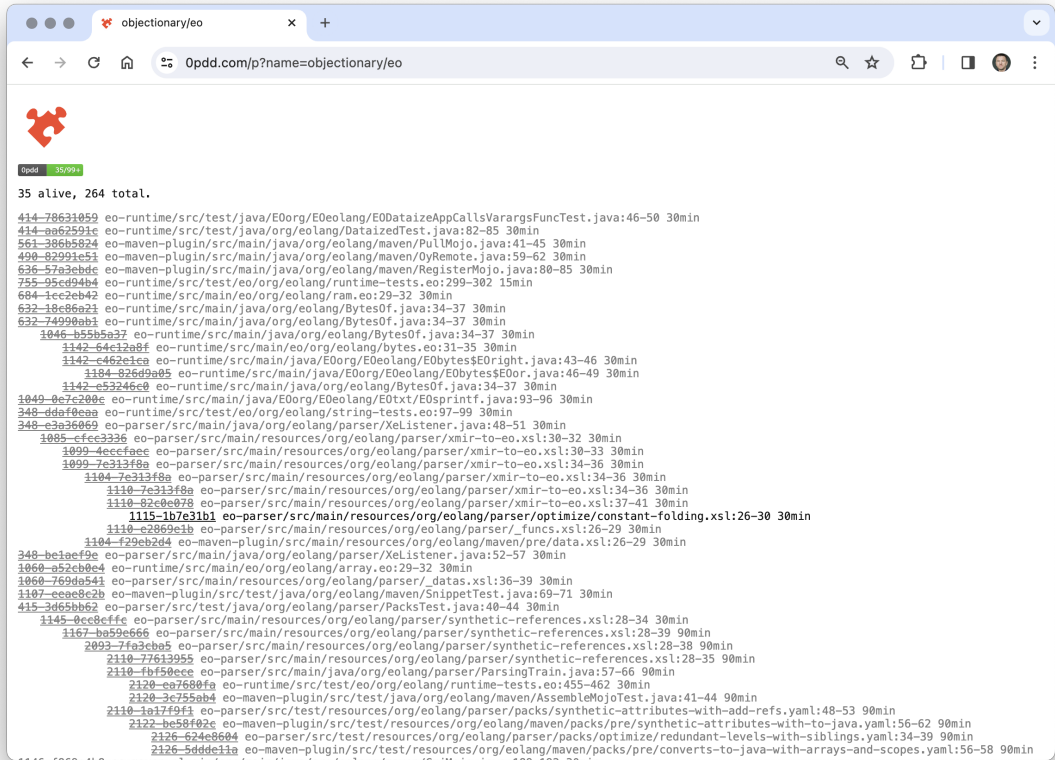 objectionary/eo
0pdd.com/p?name=objectionary/eo
0pdd 35/99+
35 alive, 264 total.
414-78631059 eo-runtime/src/test/java/EOorg/EOeolang/EODataizeAppCallsVarargsFuncTest.java:46-50 30min
414-aa62591c eo-runtime/src/test/java/org/eolang/DataizedTest.java:82-85 30min
561-386b5824 eo-maven-plugin/src/main/java/org/eolang/maven/PullMojo.java:41-45 30min
490-82991e51 eo-maven-plugin/src/main/java/org/eolang/maven/OyRemote.java:59-62 30min
636-57a3ebdc eo-maven-plugin/src/main/java/org/eolang/maven/RegisterMojo.java:80-85 30min
755-95cd94b4 eo-runtime/src/test/eo/org/eolang/runtime-tests.eo:299-302 15min
684-1cc2eb42 eo-runtime/src/main/eo/org/eolang/ram.eo:29-32 30min
632-18c86a21 eo-runtime/src/main/java/org/eolang/BytesOf.java:34-37 30min
632-74990ab1 eo-runtime/src/main/java/org/eolang/BytesOf.java:34-37 30min
1046-b55b5a37 eo-runtime/src/main/java/org/eolang/BytesOf.java:34-37 30min
1142-64c12a8f eo-runtime/src/main/eo/org/eolang/bytes.eo:31-35 30min
1142-c462e1ca eo-runtime/src/main/java/EOorg/EOeolang/EObytes$EOright.java:43-46 30min
1184-826d9a05 eo-runtime/src/main/java/EOorg/EOeolang/EObytes$EOor.java:46-49 30min
1142-e53246c0 eo-runtime/src/main/java/org/eolang/BytesOf.java:34-37 30min
1049-0e7c200c eo-runtime/src/main/java/EOorg/EOeolang/EOtxt/EOsprintf.java:93-96 30min
348-ddaf0eaa eo-runtime/src/test/eo/org/eolang/string-tests.eo:97-99 30min
348-e3a36069 eo-parser/src/main/java/org/eolang/parser/XeListener.java:48-51 30min
1085-cfcc3336 eo-parser/src/main/resources/org/eolang/parser/xmir-to-eo.xsl:30-32 30min
1099-4eccfaec eo-parser/src/main/resources/org/eolang/parser/xmir-to-eo.xsl:30-33 30min
1099-7e313f8a eo-parser/src/main/resources/org/eolang/parser/xmir-to-eo.xsl:34-36 30min
1104-7e313f8a eo-parser/src/main/resources/org/eolang/parser/xmir-to-eo.xsl:34-36 30min
1110-7e313f8a eo-parser/src/main/resources/org/eolang/parser/xmir-to-eo.xsl:34-36 30min
1110-82c0e078 eo-parser/src/main/resources/org/eolang/parser/xmir-to-eo.xsl:37-41 30min
1115-1b7e31b1 eo-parser/src/main/resources/org/eolang/parser/optimize/constant-folding.xsl:26-30 30min
1110-e2869e1b eo-parser/src/main/resources/org/eolang/parser/_funcs.xsl:26-29 30min
1104-f29eb2d4 eo-maven-plugin/src/main/resources/org/eolang/maven/pre/data.xsl:26-29 30min
348-be1aef9e eo-parser/src/main/java/org/eolang/parser/XeListener.java:52-57 30min
1060-a52cb0e4 eo-runtime/src/main/eo/org/eolang/array.eo:29-32 30min
1060-769da541 eo-parser/src/main/resources/org/eolang/parser/_datas.xsl:36-39 30min
1107-eeae8c2b eo-maven-plugin/src/test/java/org/eolang/maven/SnippetTest.java:69-71 30min
415-3d65bb62 eo-parser/src/test/java/org/eolang/parser/PacksTest.java:40-44 30min
1145-0cc8cffc eo-parser/src/main/resources/org/eolang/parser/synthetic-references.xsl:28-34 30min
1167-ba59c666 eo-parser/src/main/resources/org/eolang/parser/synthetic-references.xsl:28-39 90min
2093-7fa3cba5 eo-parser/src/main/resources/org/eolang/parser/synthetic-references.xsl:28-38 90min
2110-77613955 eo-parser/src/main/resources/org/eolang/parser/synthetic-references.xsl:28-35 90min
2110-fbf50ece eo-parser/src/main/java/org/eolang/parser/ParsingTrain.java:57-66 90min
2120-ea7680fa eo-runtime/src/test/eo/org/eolang/runtime-tests.eo:455-462 30min
2120-3c755ab4 eo-maven-plugin/src/test/java/org/eolang/maven/AssembleMojoTest.java:41-44 90min
2110-1a17f9f1 eo-parser/src/test/resources/org/eolang/parser/packs/synthetic-attributes-with-add-refs.yaml:48-53 90min
2122-be58f02c eo-maven-plugin/src/test/resources/org/eolang/maven/packs/pre/synthetic-attributes-with-to-java.yaml:56-62 90min
2126-624e8604 eo-parser/src/test/resources/org/eolang/parser/packs/optimize/redundant-levels-with-siblings.yaml:34-39 90min
2126-5ddde11a eo-maven-plugin/src/test/resources/org/eolang/maven/packs/pre/converts-to-java-with-arrays-and-scopes.yaml:56-58 90min